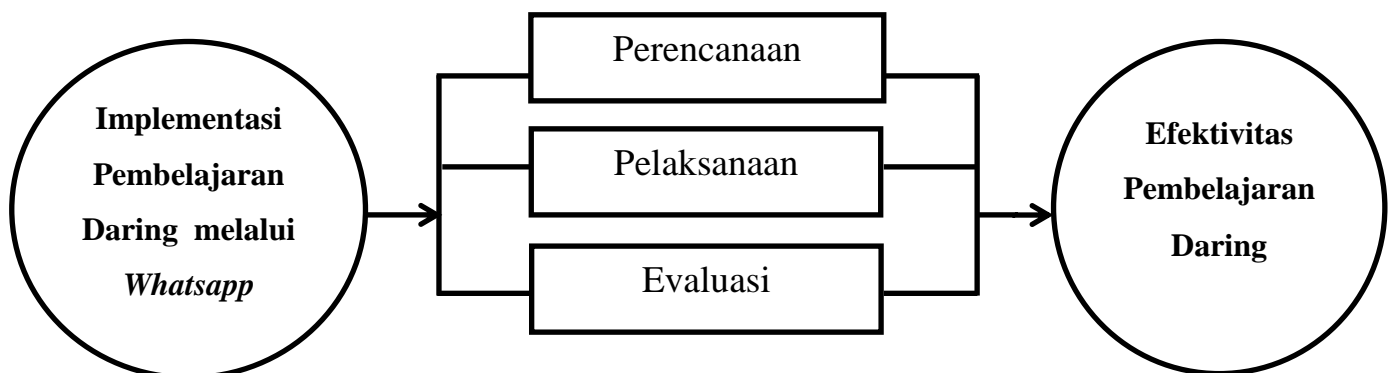 Implementasi
Pembelajaran
Daring melalui
Whatsapp
Perencanaan
Pelaksanaan
Evaluasi
Efektivitas
Pembelajaran
Daring